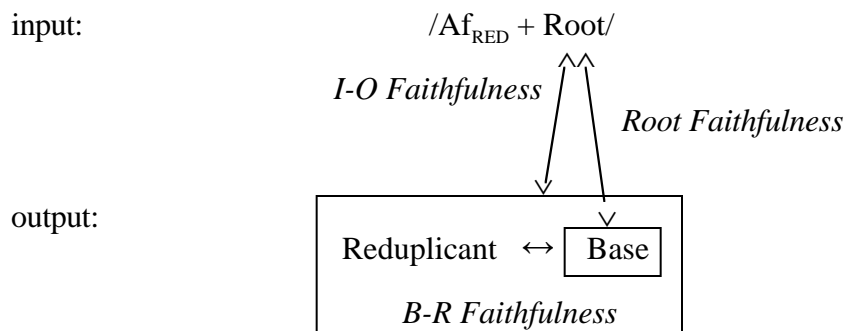 input: /Af_RED + Root/
I-O Faithfulness
Root Faithfulness
output:
Reduplicant ↔ Base
B-R Faithfulness